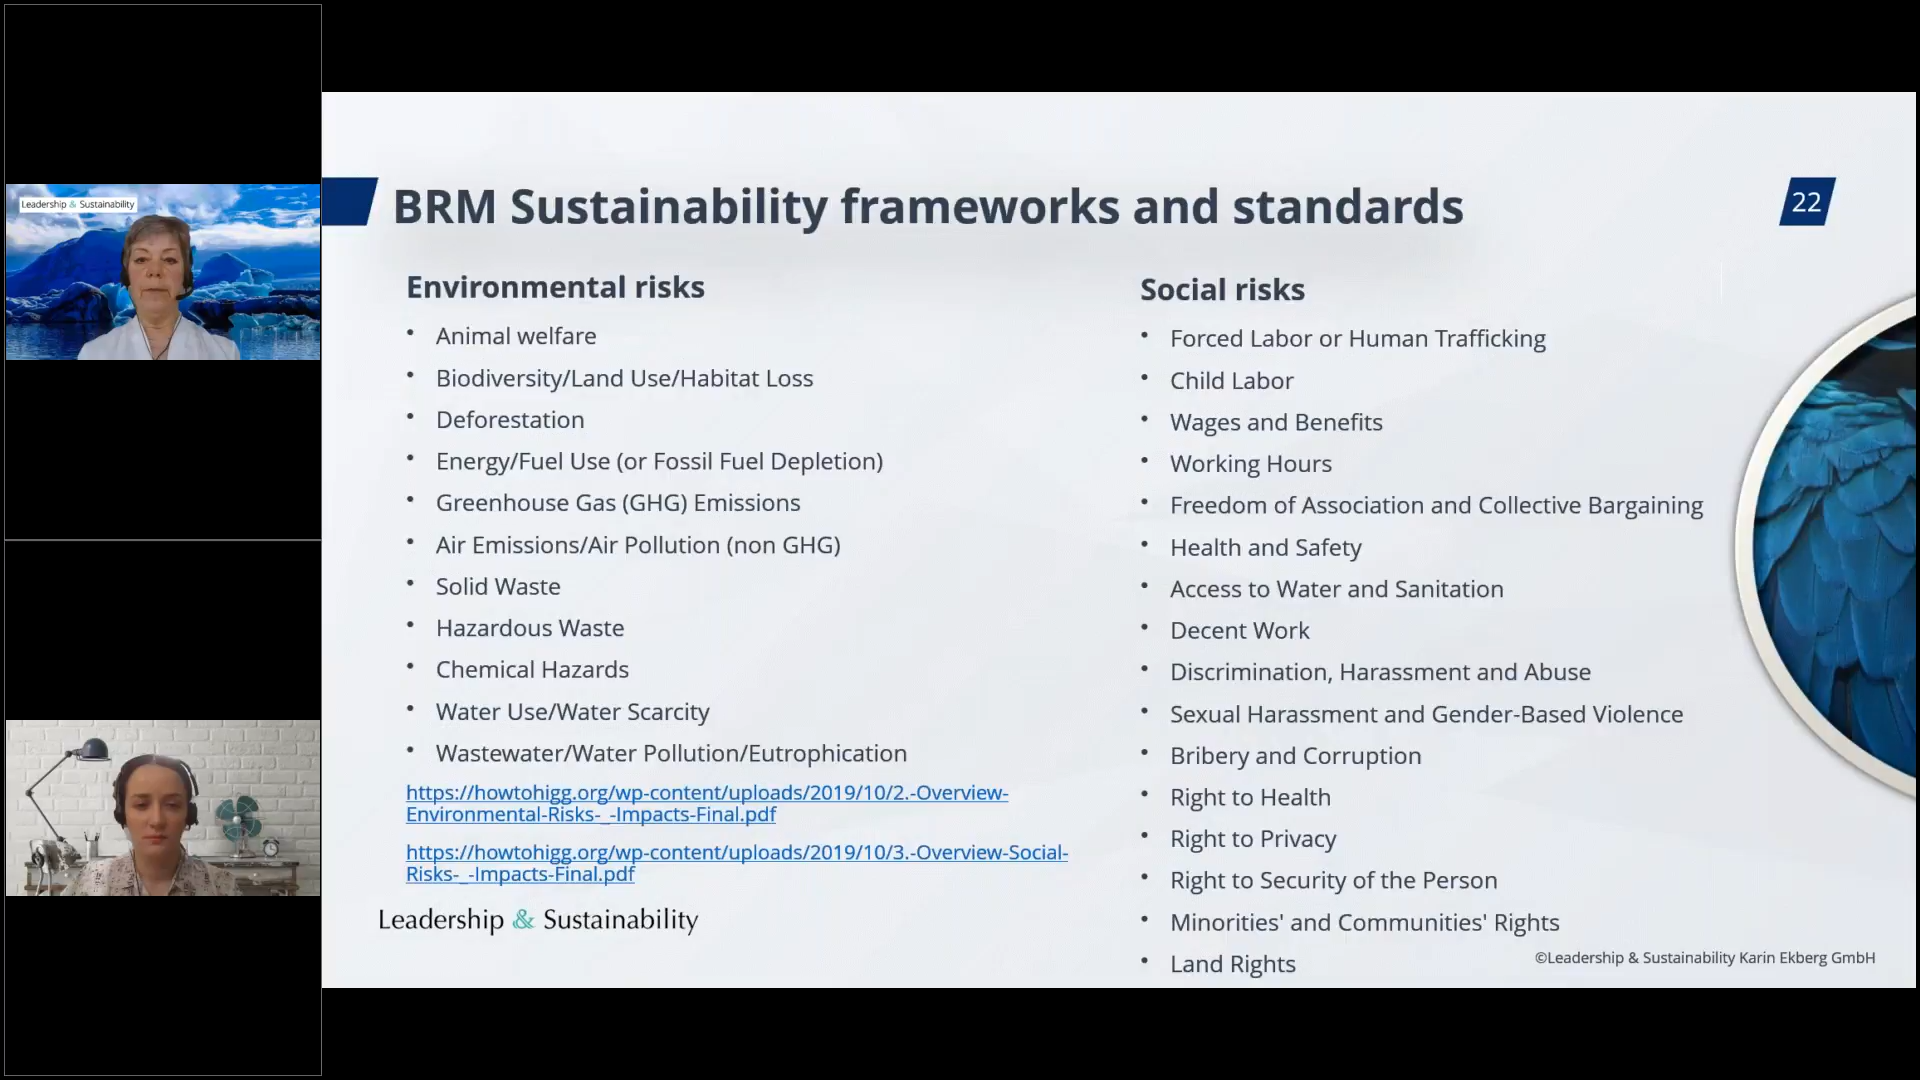 Leadership & Sustainability
BRM Sustainability frameworks and standards
22
Environmental risks
• Animal welfare
• Biodiversity/Land Use/Habitat Loss
• Deforestation
• Energy/Fuel Use (or Fossil Fuel Depletion)
• Greenhouse Gas (GHG) Emissions
• Air Emissions/Air Pollution (non GHG)
• Solid Waste
• Hazardous Waste
• Chemical Hazards
• Water Use/Water Scarcity
• Wastewater/Water Pollution/Eutrophication
https://howtohigg.org/wp-content/uploads/2019/10/2.-Overview-
Environmental-Risks-_-Impacts-Final.pdf
https://howtohigg.org/wp-content/uploads/2019/10/3.-Overview-Social-
Risks-_-Impacts-Final.pdf
Leadership & Sustainability
Social risks
• Forced Labor or Human Trafficking
• Child Labor
• Wages and Benefits
• Working Hours
• Freedom of Association and Collective Bargaining
• Health and Safety
• Access to Water and Sanitation
• Decent Work
• Discrimination, Harassment and Abuse
• Sexual Harassment and Gender-Based Violence
• Bribery and Corruption
• Right to Health
• Right to Privacy
• Right to Security of the Person
• Minorities' and Communities' Rights
• Land Rights
©Leadership & Sustainability Karin Ekberg GmbH